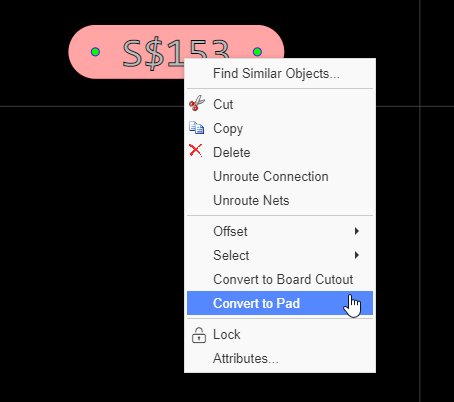 S$153
Find Similar Objects...
Cut
Copy
Delete
Unroute Connection
Unroute Nets
Offset
Select
Convert to Board Cutout
Convert to Pad
Lock
Attributes...